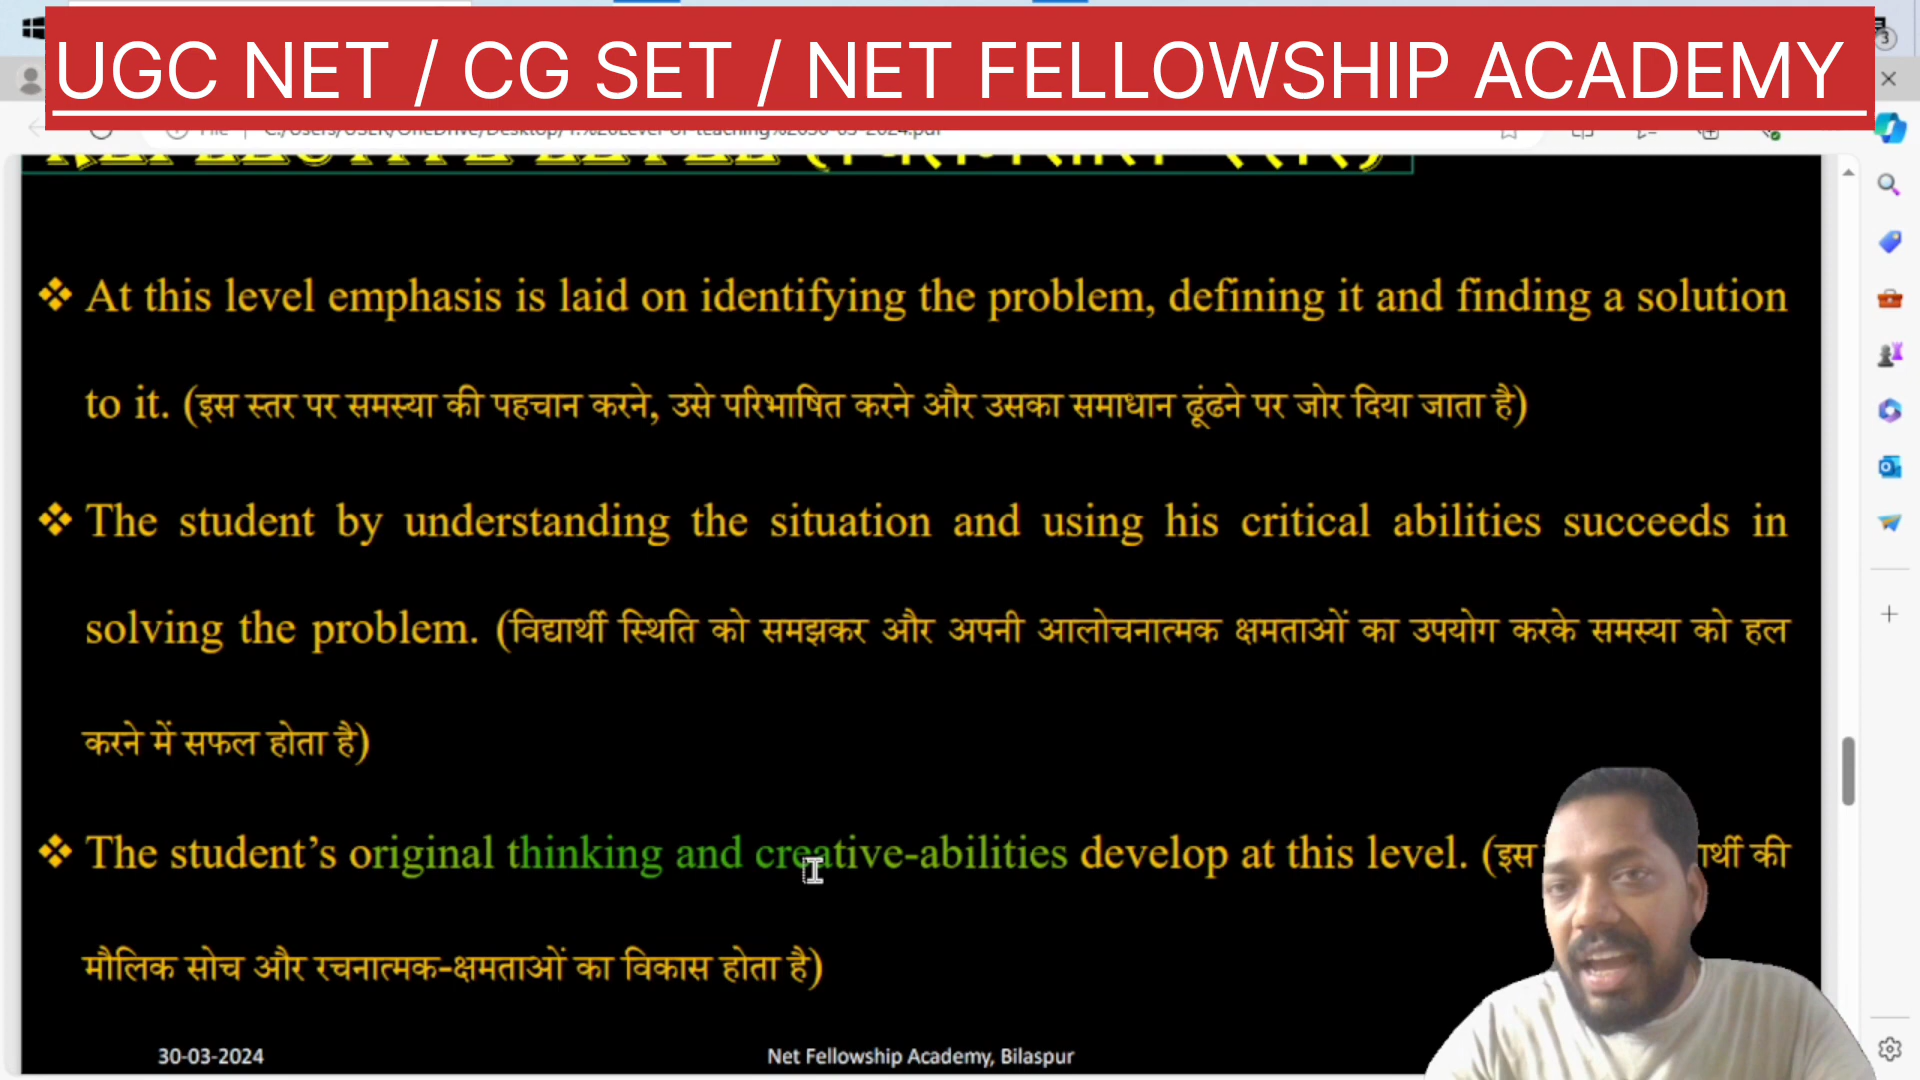 UGC NET / CG SET / NET FELLOWSHIP ACADEMY
3
❖ At this level emphasis is laid on identifying the problem, defining it and finding a solution
to it. (इस स्तर पर समस्या की पहचान करने, उसे परिभाषित करने और उसका समाधान ढूंढने पर जोर दिया जाता है)
❖ The student by understanding the situation and using his critical abilities succeeds in
solving the problem. (विद्यार्थी स्थिति को समझकर और अपनी आलोचनात्मक क्षमताओं का उपयोग करके समस्या को हल
करने में सफल होता है)
❖ The student’s original thinking and creative-abilities develop at this level. (इस की
मौलिक सोच और रचनात्मक-क्षमताओं का विकास होता है)
30-03-2024
Net Fellowship Academy, Bilaspur